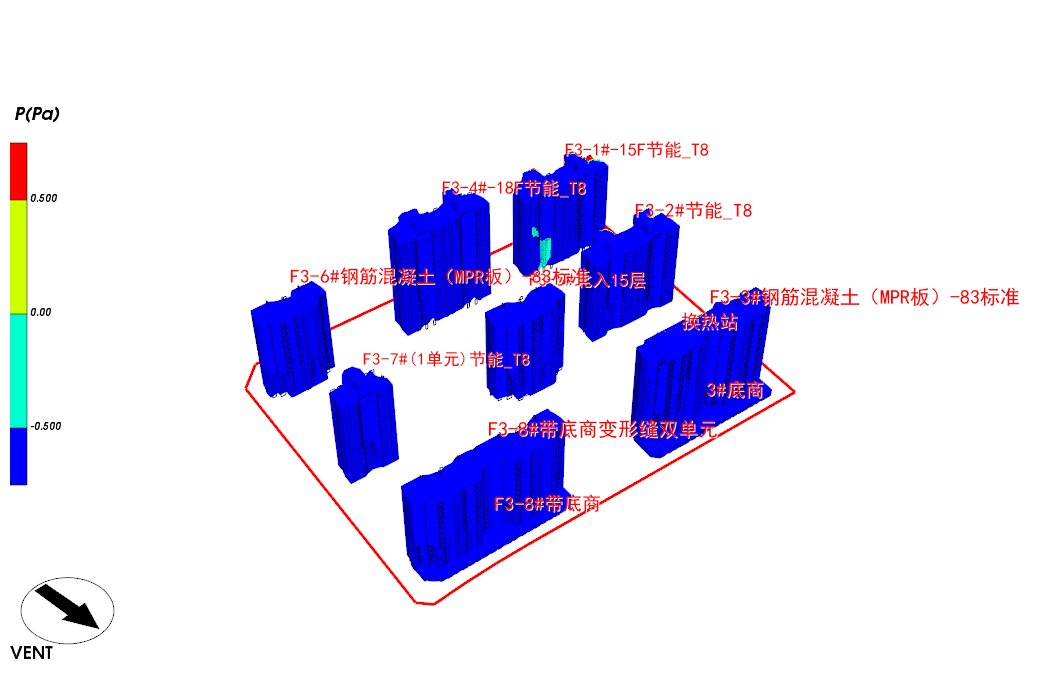 P(Pa)
0.500
0.00
-0.500
F3-1#-15F节能_T8
F3-4#-18F节能_T8
F3-2#节能_T8
F3-6#钢筋混凝土（MPR板）-83标准
入15层
F3-3#钢筋混凝土（MPR板）-83标准
换热站
F3-7#(1单元)节能_T8
3#底商
F3-8#带底商变形缝双单元
F3-8#带底商
VENT